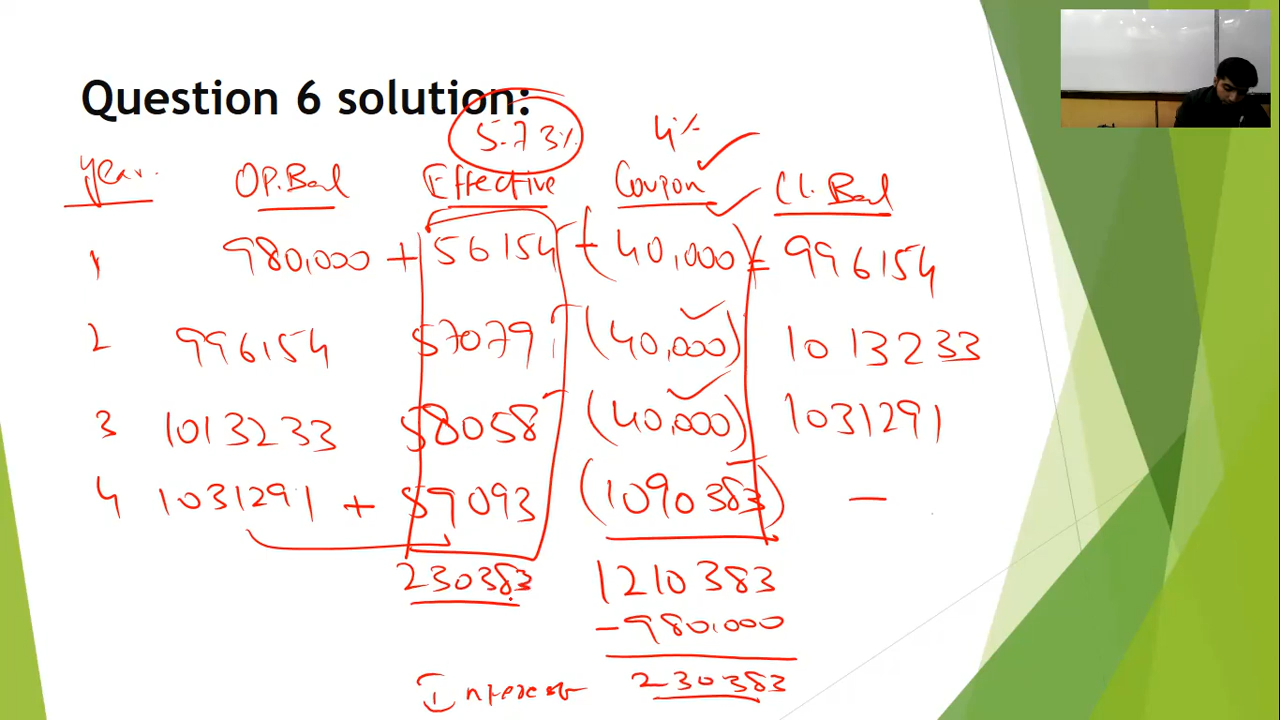 Question 6 solution:
5.73% 4%
Year. OP.Bal Effective Coupon Cl. Bal
1 980,000 + 56154 - (40,000) = 996154
2 996154 57079 (40,000) 1013233
3 1013233 58058 (40,000) 1031291
4 1031291 + 59093 (1090383) —
230383 1210383
-980,000
Interest 230383